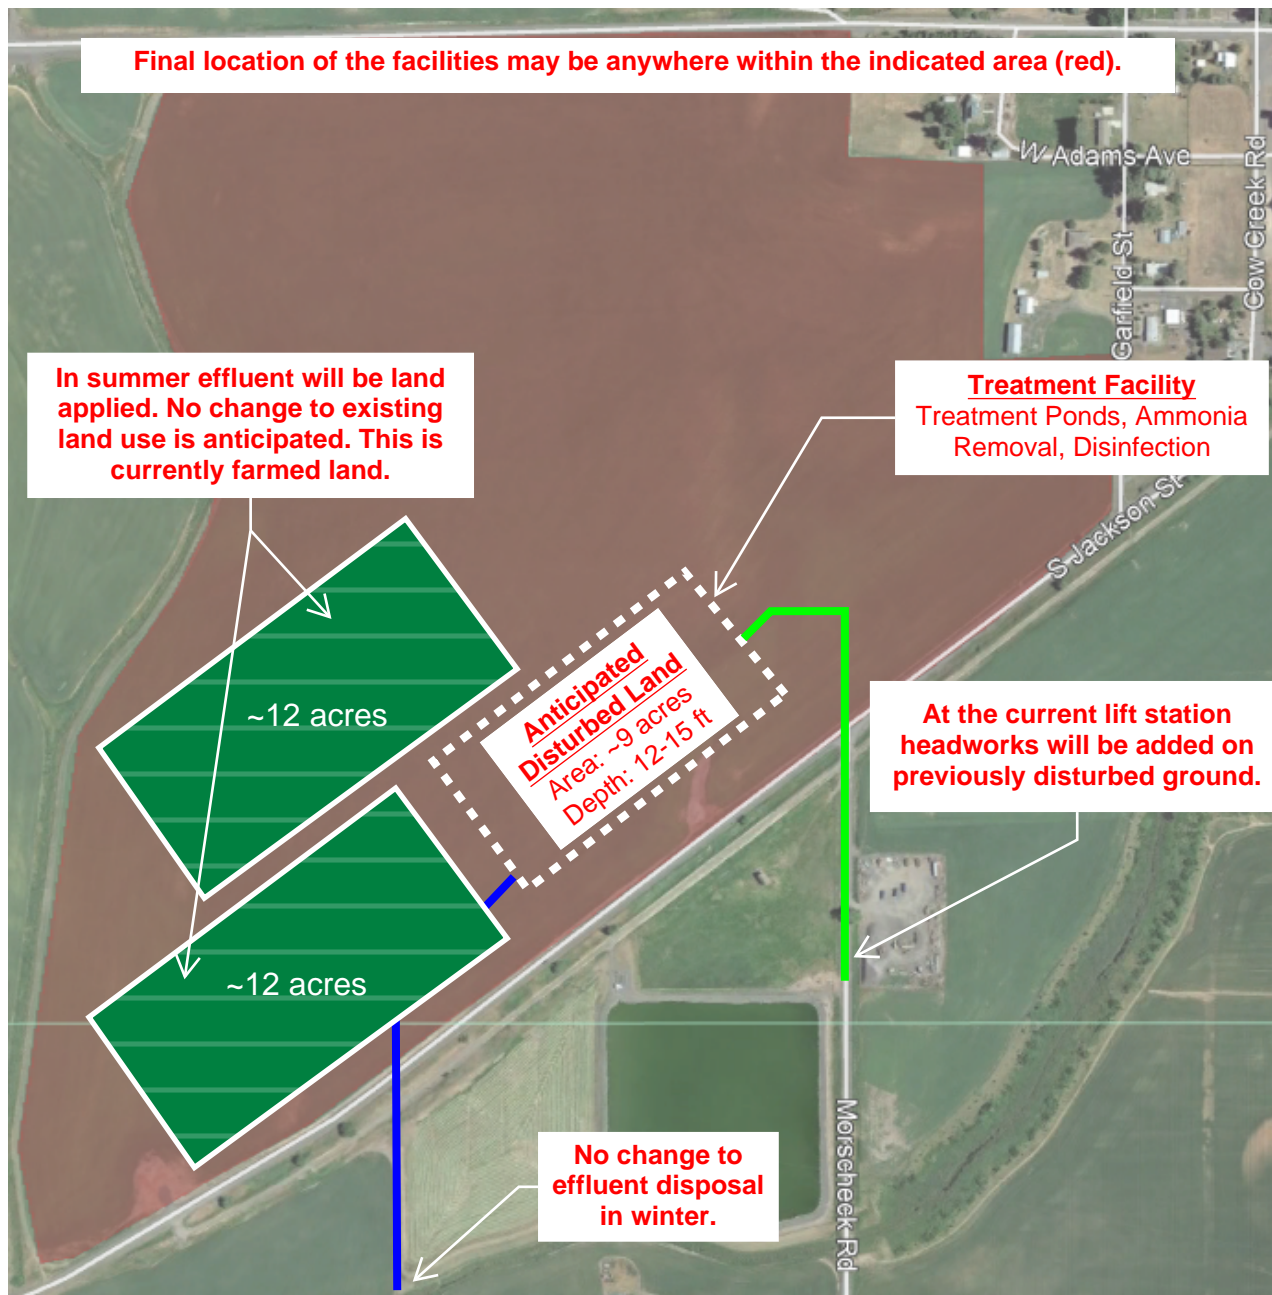 Final location of the facilities may be anywhere within the indicated area (red).
W Adams Ave
Cow Creek Rd
Garfield St
In summer effluent will be land
applied. No change to existing
land use is anticipated. This is
currently farmed land.
Treatment Facility
Treatment Ponds, Ammonia
Removal, Disinfection
S Jackson St
Anticipated
Disturbed Land
Area: ~9 acres
Depth: 12-15 ft
~12 acres
At the current lift station
headworks will be added on
previously disturbed ground.
~12 acres
No change to
effluent disposal
in winter.
Morscheck Rd